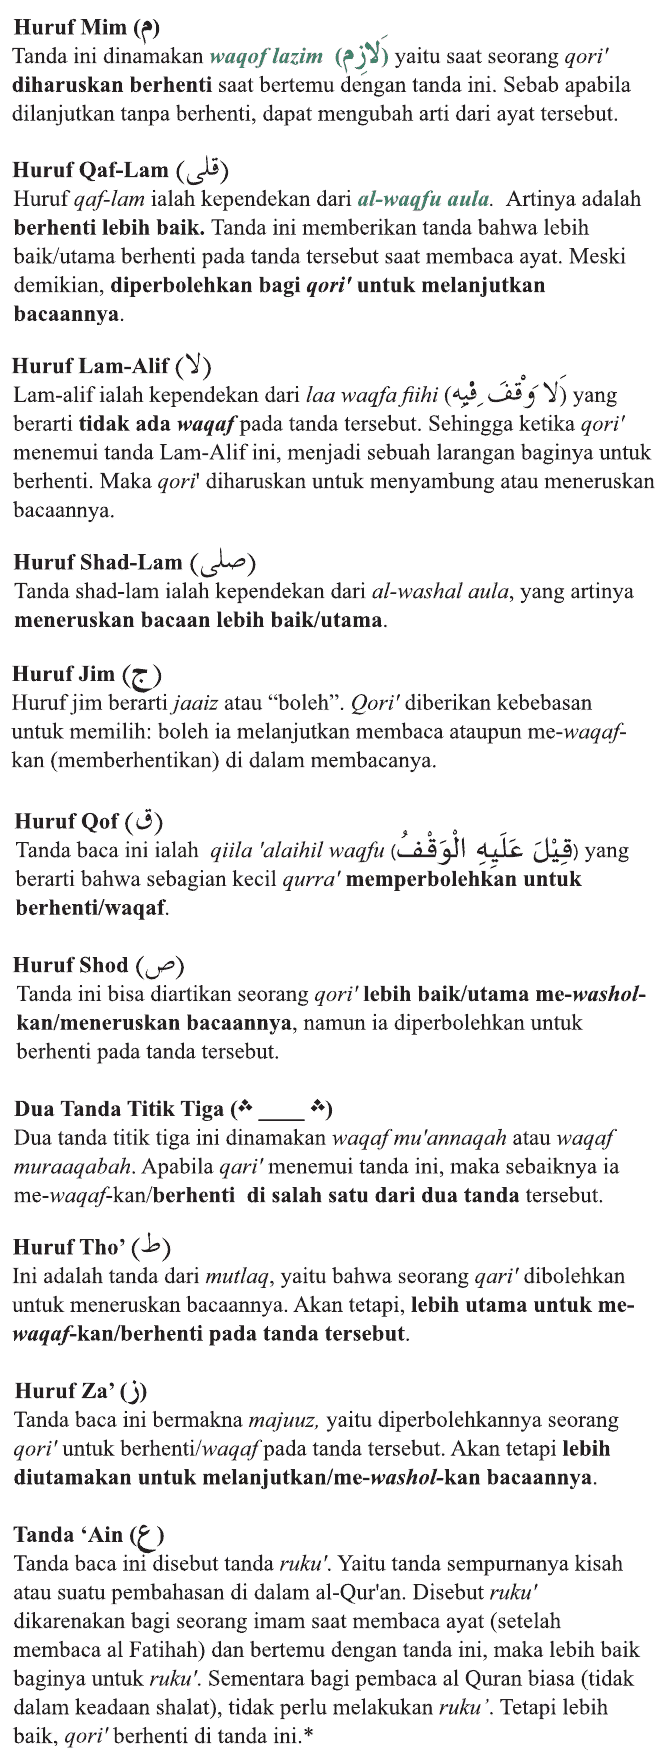 Huruf Mim (م)
Tanda ini dinamakan waqof lazim (لَازِم) yaitu saat seorang qori'
diharuskan berhenti saat bertemu dengan tanda ini. Sebab apabila
dilanjutkan tanpa berhenti, dapat mengubah arti dari ayat tersebut.
Huruf Qaf-Lam (قلى)
Huruf qaf-lam ialah kependekan dari al-waqfu aula. Artinya adalah
berhenti lebih baik. Tanda ini memberikan tanda bahwa lebih
baik/utama berhenti pada tanda tersebut saat membaca ayat. Meski
demikian, diperbolehkan bagi qori' untuk melanjutkan
bacaannya.
Huruf Lam-Alif (لا)
Lam-alif ialah kependekan dari laa waqfa fiihi (لَا وَقْفَ فِيه) yang
berarti tidak ada waqaf pada tanda tersebut. Sehingga ketika qori'
menemui tanda Lam-Alif ini, menjadi sebuah larangan baginya untuk
berhenti. Maka qori' diharuskan untuk menyambung atau meneruskan
bacaannya.
Huruf Shad-Lam (صلى)
Tanda shad-lam ialah kependekan dari al-washal aula, yang artinya
meneruskan bacaan lebih baik/utama.
Huruf Jim (ج)
Huruf jim berarti jaaiz atau “boleh”. Qori' diberikan kebebasan
untuk memilih: boleh ia melanjutkan membaca ataupun me-waqaf-
kan (memberhentikan) di dalam membacanya.
Huruf Qof (ق)
Tanda baca ini ialah qiila 'alaihil waqfu (قِيْلَ عَلَيِهِ الْوَقْفُ) yang
berarti bahwa sebagian kecil qurra' memperbolehkan untuk
berhenti/waqaf.
Huruf Shod (ص)
Tanda ini bisa diartikan seorang qori' lebih baik/utama me-washol-
kan/meneruskan bacaannya, namun ia diperbolehkan untuk
berhenti pada tanda tersebut.
Dua Tanda Titik Tiga (ۛ ____ ۛ)
Dua tanda titik tiga ini dinamakan waqaf mu'annaqah atau waqaf
muraaqabah. Apabila qari' menemui tanda ini, maka sebaiknya ia
me-waqaf-kan/berhenti di salah satu dari dua tanda tersebut.
Huruf Tho’ (ط)
Ini adalah tanda dari mutlaq, yaitu bahwa seorang qari' dibolehkan
untuk meneruskan bacaannya. Akan tetapi, lebih utama untuk me-
waqaf-kan/berhenti pada tanda tersebut.
Huruf Za’ (ز)
Tanda baca ini bermakna majuuz, yaitu diperbolehkannya seorang
qori' untuk berhenti/waqaf pada tanda tersebut. Akan tetapi lebih
diutamakan untuk melanjutkan/me-washol-kan bacaannya.
Tanda ‘Ain (ع)
Tanda baca ini disebut tanda ruku'. Yaitu tanda sempurnanya kisah
atau suatu pembahasan di dalam al-Qur'an. Disebut ruku'
dikarenakan bagi seorang imam saat membaca ayat (setelah
membaca al Fatihah) dan bertemu dengan tanda ini, maka lebih baik
baginya untuk ruku'. Sementara bagi pembaca al Quran biasa (tidak
dalam keadaan shalat), tidak perlu melakukan ruku’. Tetapi lebih
baik, qori' berhenti di tanda ini.*